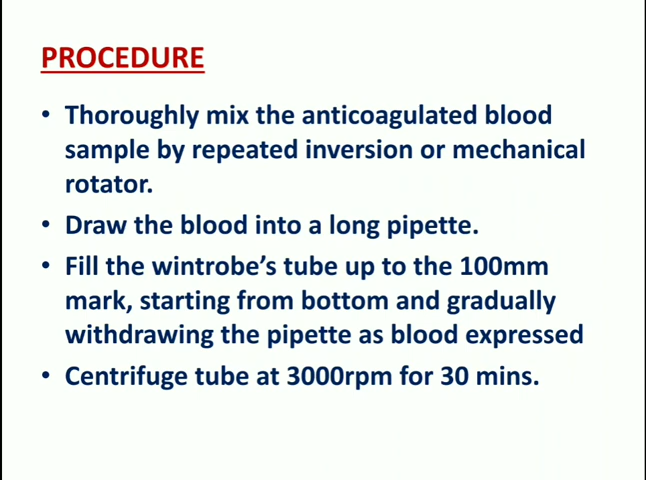 PROCEDURE
• Thoroughly mix the anticoagulated blood
sample by repeated inversion or mechanical
rotator.
• Draw the blood into a long pipette.
• Fill the wintrobe's tube up to the 100mm
mark, starting from bottom and gradually
withdrawing the pipette as blood expressed
• Centrifuge tube at 3000rpm for 30 mins.